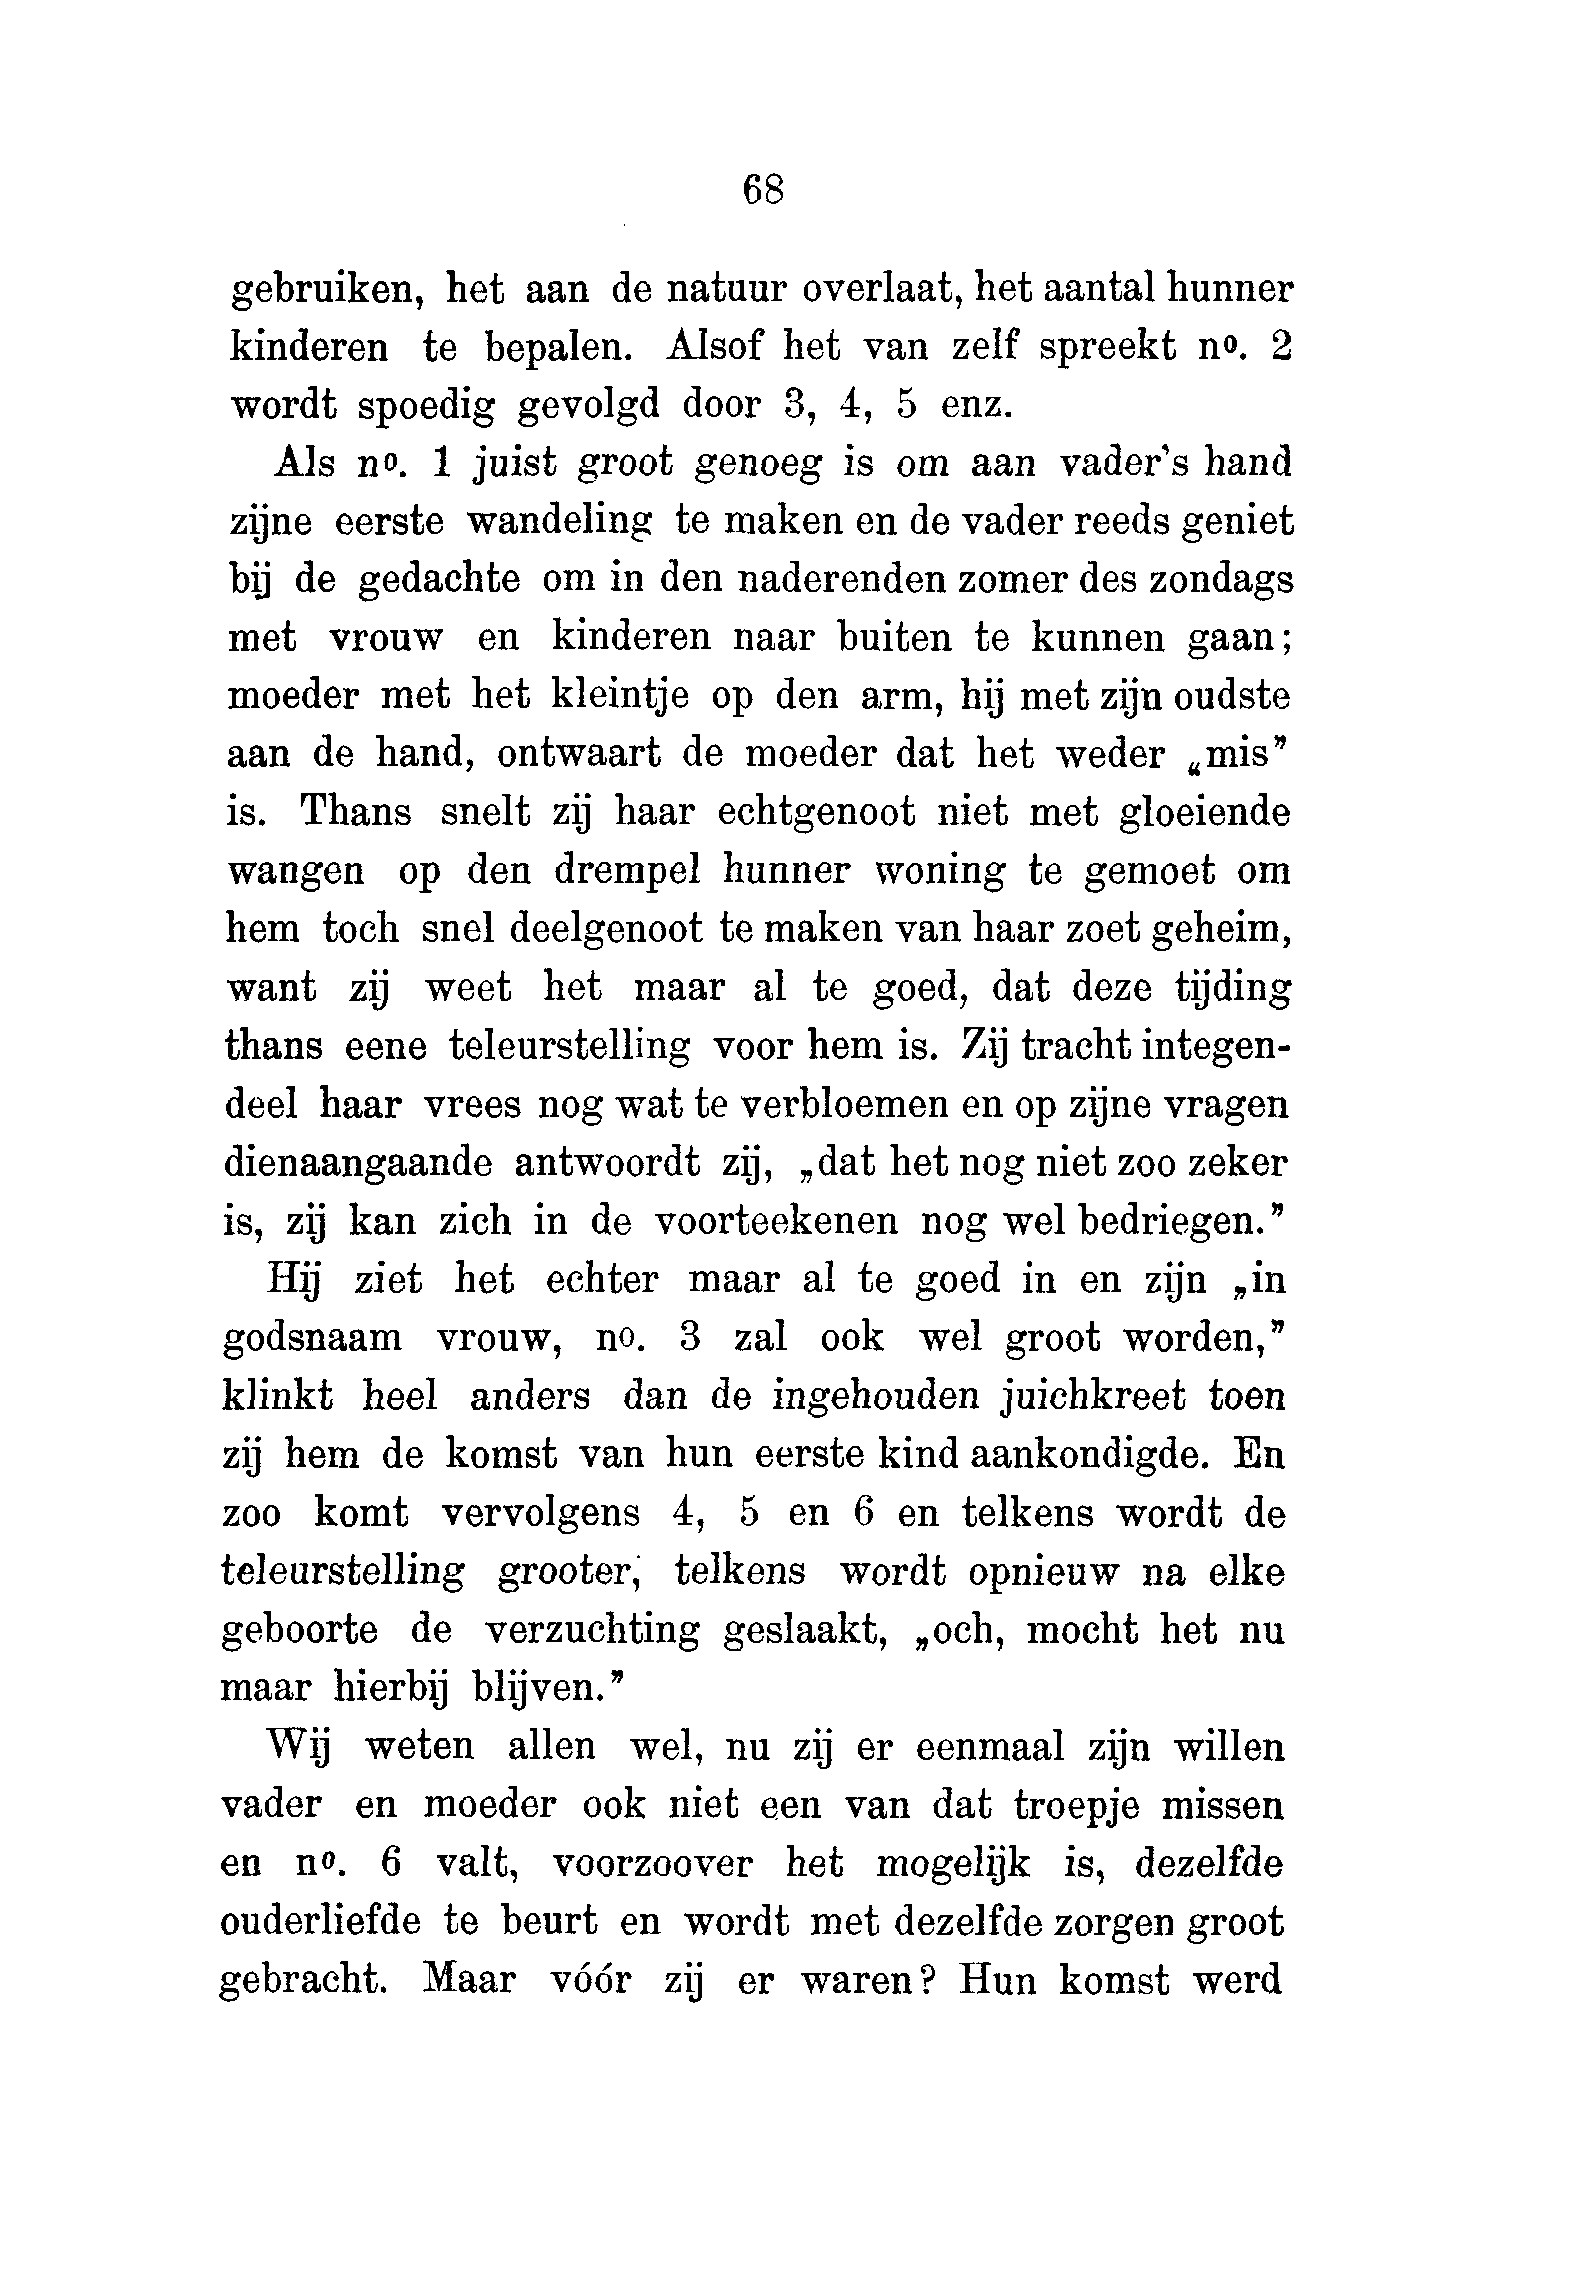 68
gebruiken, het aan de natuur overlaat, het aantal hunner
kinderen te bepalen. Alsof het van zelf spreekt no. 2
wordt spoedig gevolgd door 3, 4, 5 enz.
Als no. 1 juist groot genoeg is om aan vader's hand
zijne eerste wandeling te maken en de vader reeds geniet
bij de gedachte om in den naderenden zomer des zondags
met vrouw en kinderen naar buiten te kunnen gaan;
moeder met het kleintje op den arm, hij met zijn oudste
aan de hand, ontwaart de moeder dat het weder „mis”
is. Thans snelt zij haar echtgenoot niet met gloeiende
wangen op den drempel hunner woning te gemoet om
hem toch snel deelgenoot te maken van haar zoet geheim,
want zij weet het maar al te goed, dat deze tijding
thans eene teleurstelling voor hem is. Zij tracht integen-
deel haar vrees nog wat te verbloemen en op zijne vragen
dienaangaande antwoordt zij, „dat het nog niet zoo zeker
is, zij kan zich in de voorteekenen nog wel bedriegen.”
Hij ziet het echter maar al te goed in en zijn „in
godsnaam vrouw, no. 3 zal ook wel groot worden,”
klinkt heel anders dan de ingehouden juichkreet toen
zij hem de komst van hun eerste kind aankondigde. En
zoo komt vervolgens 4, 5 en 6 en telkens wordt de
teleurstelling grooter, telkens wordt opnieuw na elke
geboorte de verzuchting geslaakt, „och, mocht het nu
maar hierbij blijven.”
Wij weten allen wel, nu zij er eenmaal zijn willen
vader en moeder ook niet een van dat troepje missen
en no. 6 valt, voorzoover het mogelijk is, dezelfde
ouderliefde te beurt en wordt met dezelfde zorgen groot
gebracht. Maar vóór zij er waren? Hun komst werd